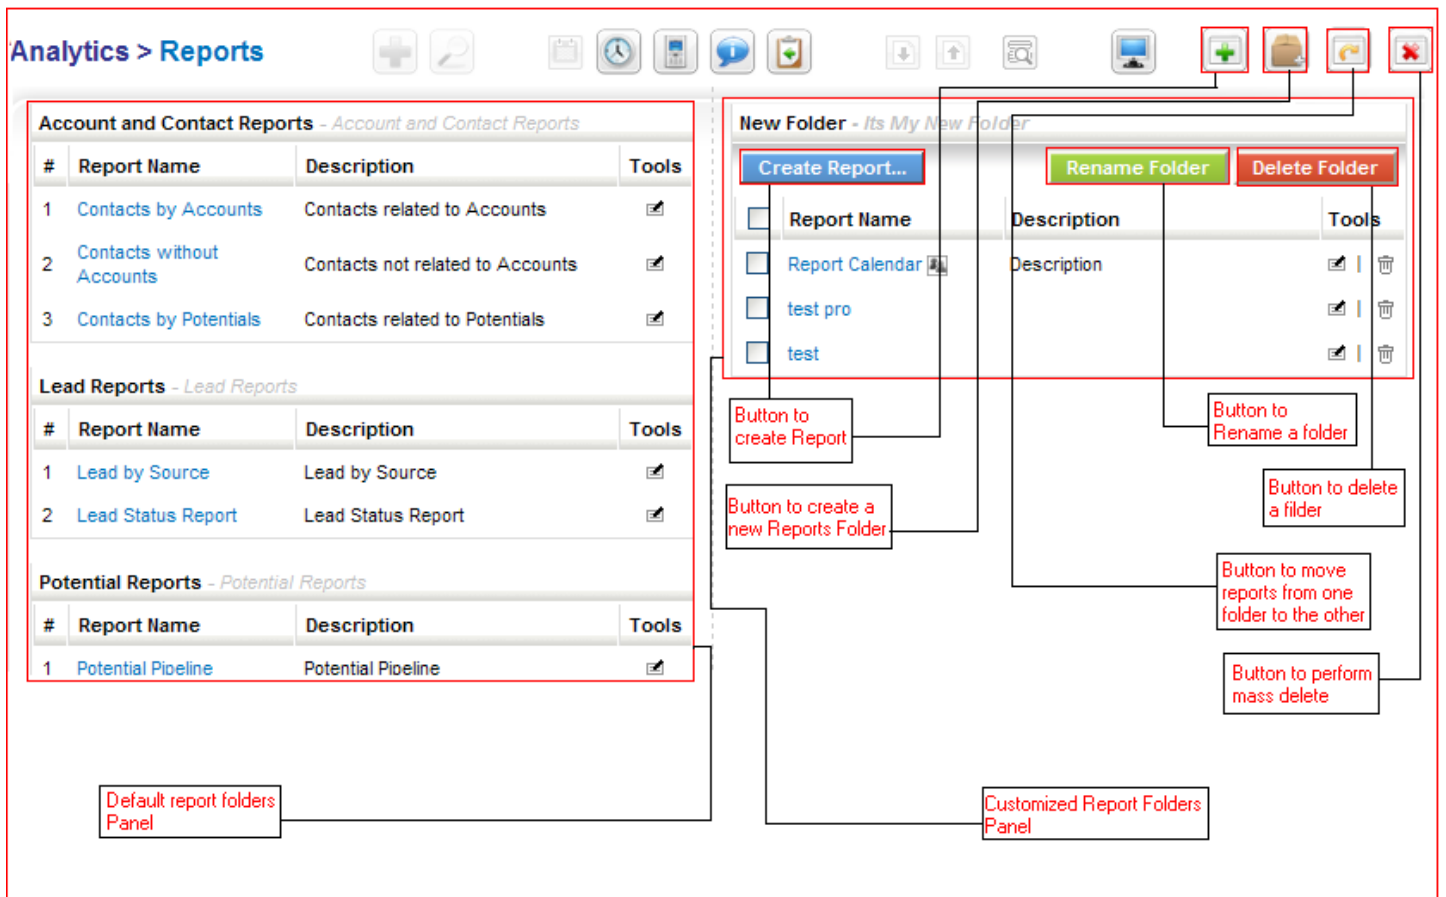 Analytics > Reports
Account and Contact Reports - Account and Contact Reports
# Report Name Description Tools
1 Contacts by Accounts Contacts related to Accounts
2 Contacts without Accounts Contacts not related to Accounts
3 Contacts by Potentials Contacts related to Potentials
Lead Reports - Lead Reports
# Report Name Description Tools
1 Lead by Source Lead by Source
2 Lead Status Report Lead Status Report
Potential Reports - Potential Reports
# Report Name Description Tools
1 Potential Pipeline Potential Pipeline
New Folder - Its My New Folder
Create Report... Rename Folder Delete Folder
Report Name Description Tools
Report Calendar Description
test pro
test
Button to
create Report
Button to
Rename a folder
Button to delete
a filder
Button to create a
new Reports Folder
Button to move
reports from one
folder to the other
Button to perform
mass delete
Default report folders
Panel
Customized Report Folders
Panel